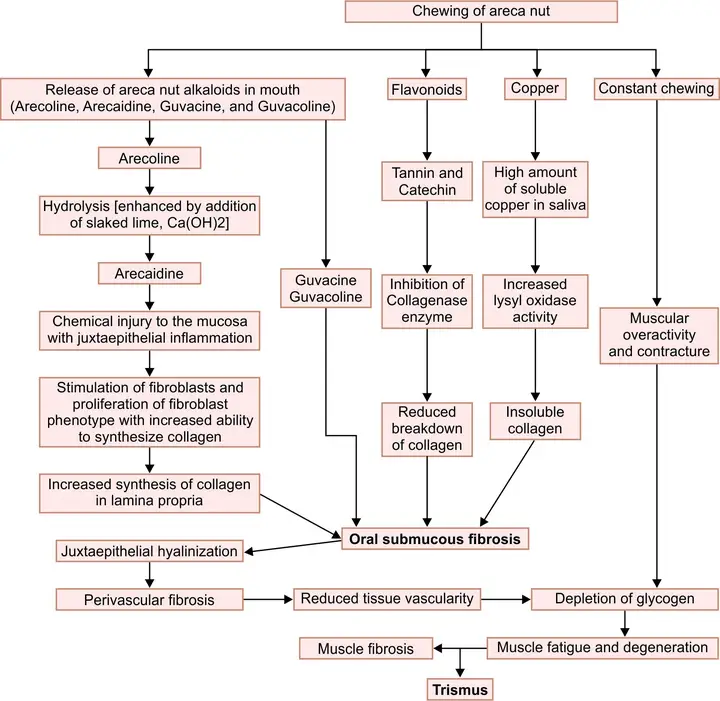 Chewing of areca nut
Release of areca nut alkaloids in mouth
(Arecoline, Arecaidine, Guvacine, and Guvacoline)
Flavonoids
Copper
Constant chewing
Arecoline
Tannin and
Catechin
High amount
of soluble
copper in saliva
Hydrolysis [enhanced by addition
of slaked lime, Ca(OH)2]
Arecaidine
Guvacine
Guvacoline
Inhibition of
Collagenase
enzyme
Increased
lysyl oxidase
activity
Muscular
overactivity
and contracture
Chemical injury to the mucosa
with juxtaepithelial inflammation
Stimulation of fibroblasts and
proliferation of fibroblast
phenotype with increased ability
to synthesize collagen
Reduced
breakdown
of collagen
Insoluble
collagen
Increased synthesis of collagen
in lamina propria
Oral submucous fibrosis
Juxtaepithelial hyalinization
Perivascular fibrosis
Reduced tissue vascularity
Depletion of glycogen
Muscle fibrosis
Muscle fatigue and degeneration
Trismus